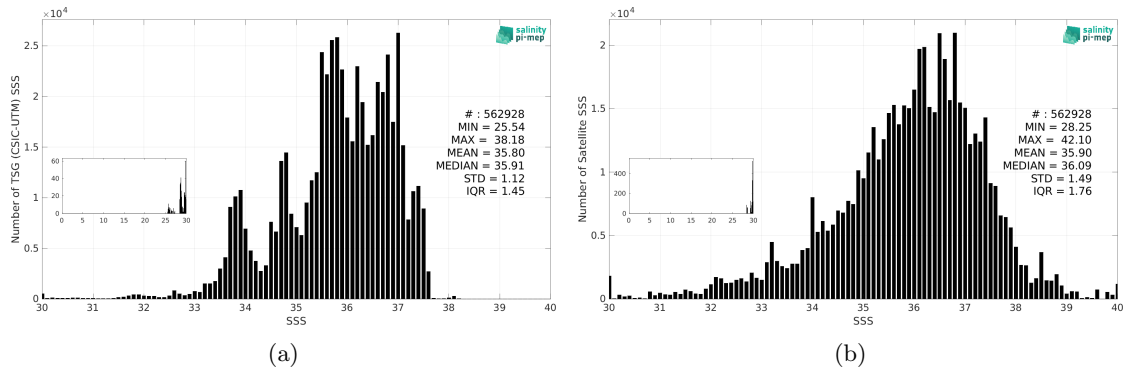 ×10⁴
2.5
2
1.5
1
0.5
0
Number of TSG (CSIC-UTM) SSS
salinity
pi-mep
# : 562928
MIN = 25.54
MAX = 38.18
MEAN = 35.80
MEDIAN = 35.91
STD = 1.12
IQR = 1.45
60
40
20
0
0 5 10 15 20 25 30
30 31 32 33 34 35 36 37 38 39 40
SSS
(a)
×10⁴
2
1.5
1
0.5
0
Number of Satellite SSS
salinity
pi-mep
# : 562928
MIN = 28.25
MAX = 42.10
MEAN = 35.90
MEDIAN = 36.09
STD = 1.49
IQR = 1.76
400
200
0
0 5 10 15 20 25 30
30 31 32 33 34 35 36 37 38 39 40
SSS
(b)